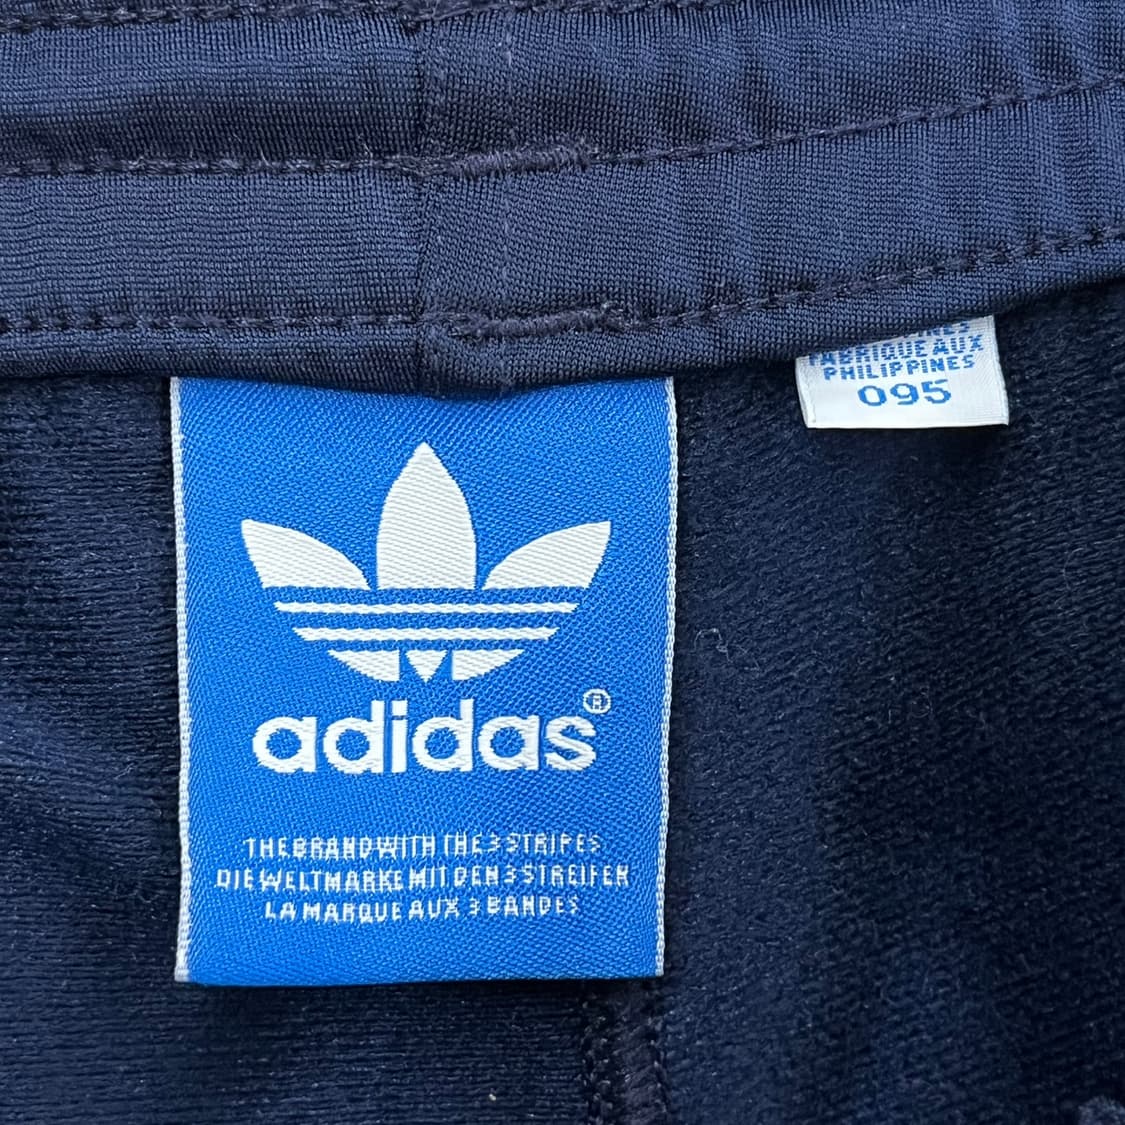 FABRIQUE AUX
PHILIPPINES
095
adidas®
THE BRAND WITH THE 3 STRIPES
DIE WELTMARKE MIT DEN 3 STREIFEN
LA MARQUE AUX 3 BANDES